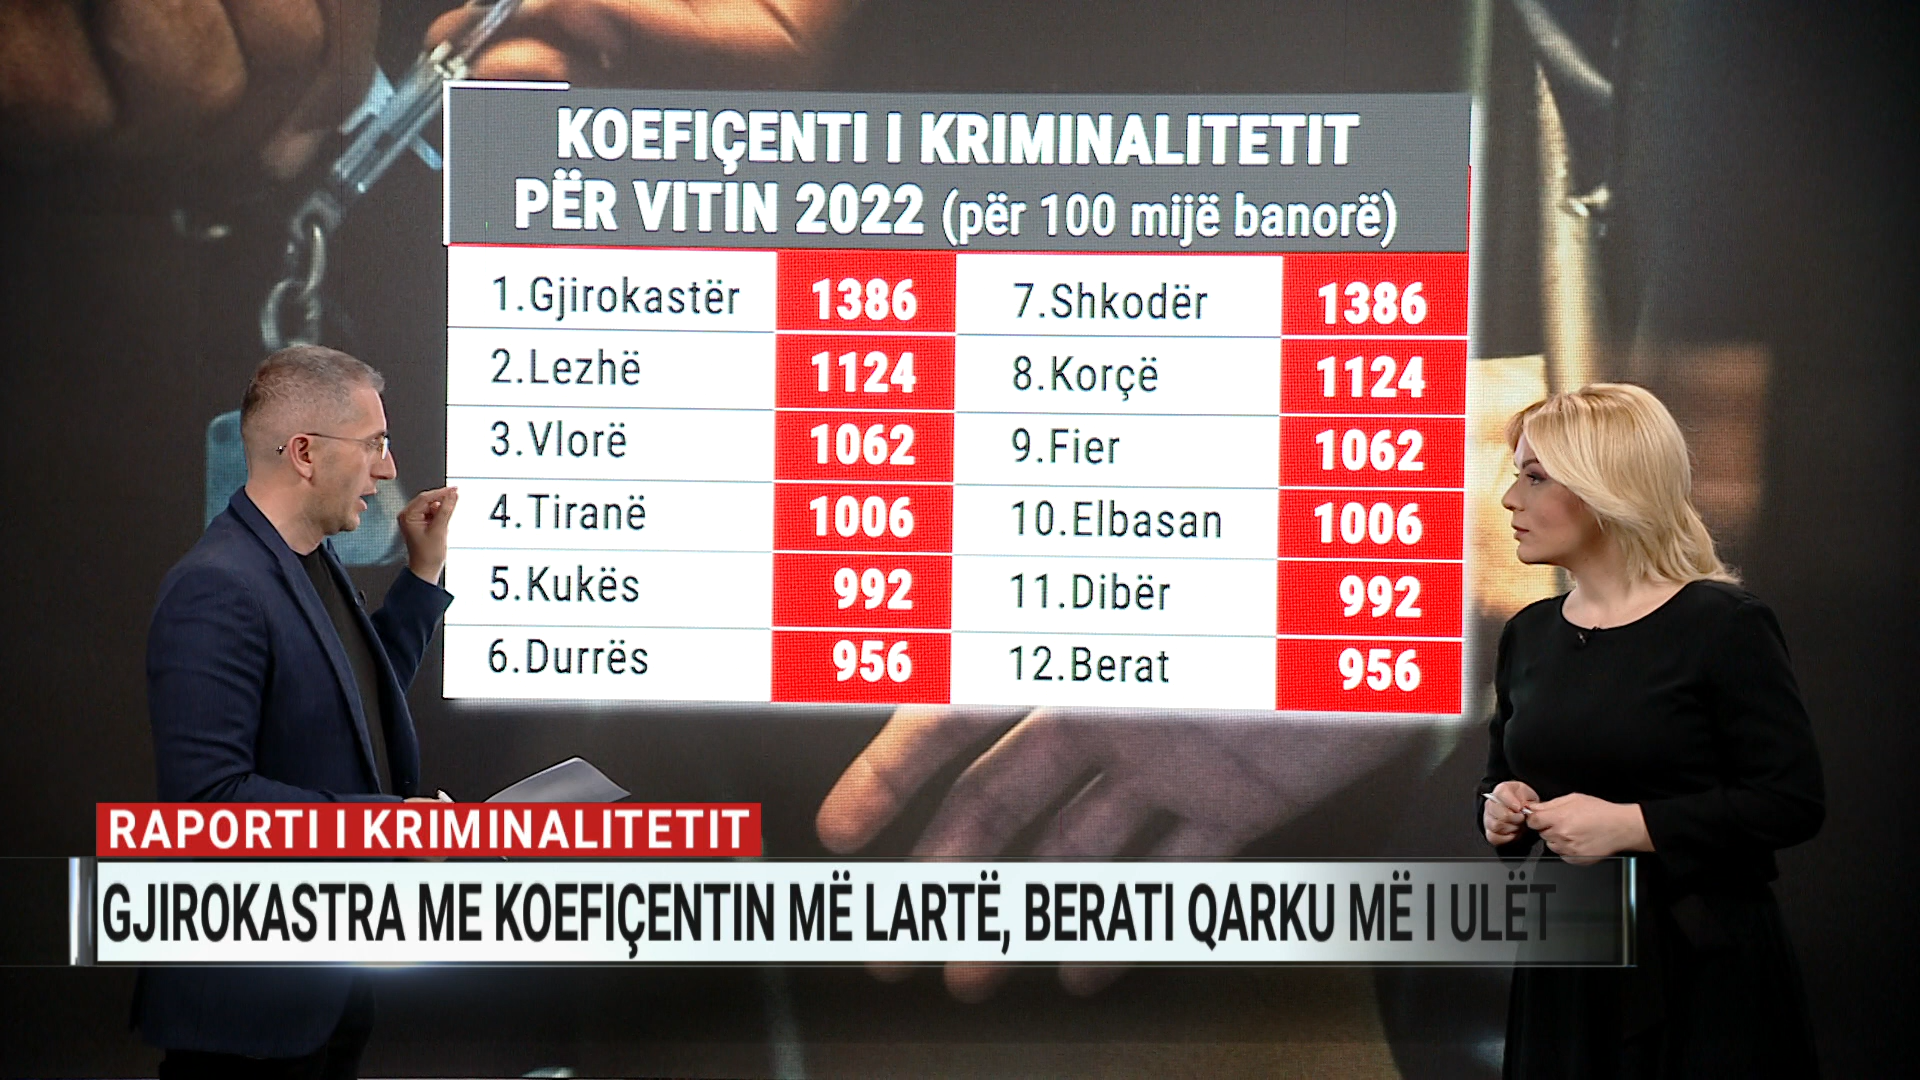 KOEFIÇENTI I KRIMINALITETIT
PËR VITIN 2022 (për 100 mijë banorë)
1.Gjirokastër 1386
2.Lezhë 1124
3.Vlorë 1062
4.Tiranë 1006
5.Kukës 992
6.Durrës 956
7.Shkodër 1386
8.Korçë 1124
9.Fier 1062
10.Elbasan 1006
11.Dibër 992
12.Berat 956
RAPORTI I KRIMINALITETIT
GJIROKASTRA ME KOEFIÇENTIN MË LARTË, BERATI QARKU MË I ULËT